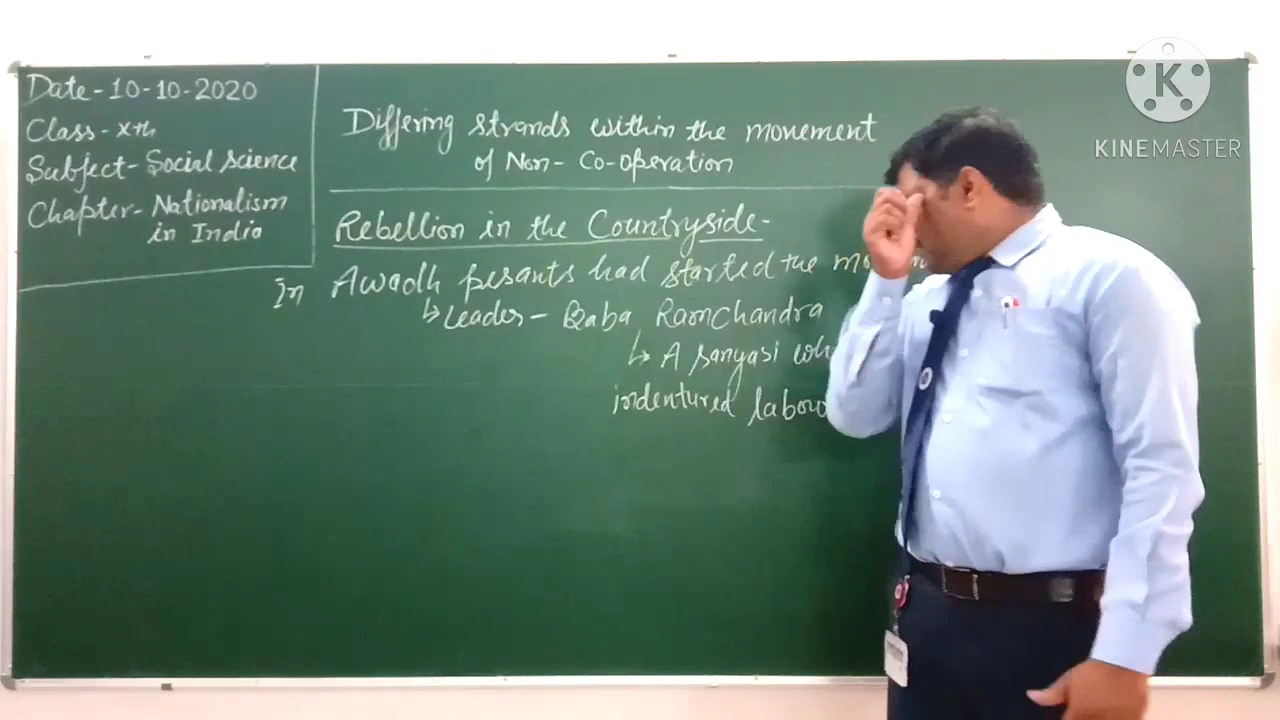 Date - 10-10-2020
Class - Xth
Subject - Social science
Chapter - Nationalism
in India
Differing strands within the movement
of Non - Co-operation
Rebellion in the Countryside -
In Awadh pesants had started the
Leader - Baba Ramchandra
A sanyasi
indentured
K
KINEMASTER